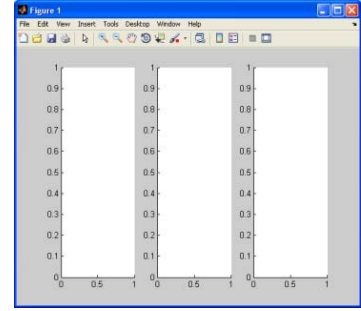 Figure 1
File Edit View Insert Tools Desktop Window Help
1 1 1
0.9 0.9 0.9
0.8 0.8 0.8
0.7 0.7 0.7
0.6 0.6 0.6
0.5 0.5 0.5
0.4 0.4 0.4
0.3 0.3 0.3
0.2 0.2 0.2
0.1 0.1 0.1
0 0 0
0 0.5 1 0 0.5 1 0 0.5 1